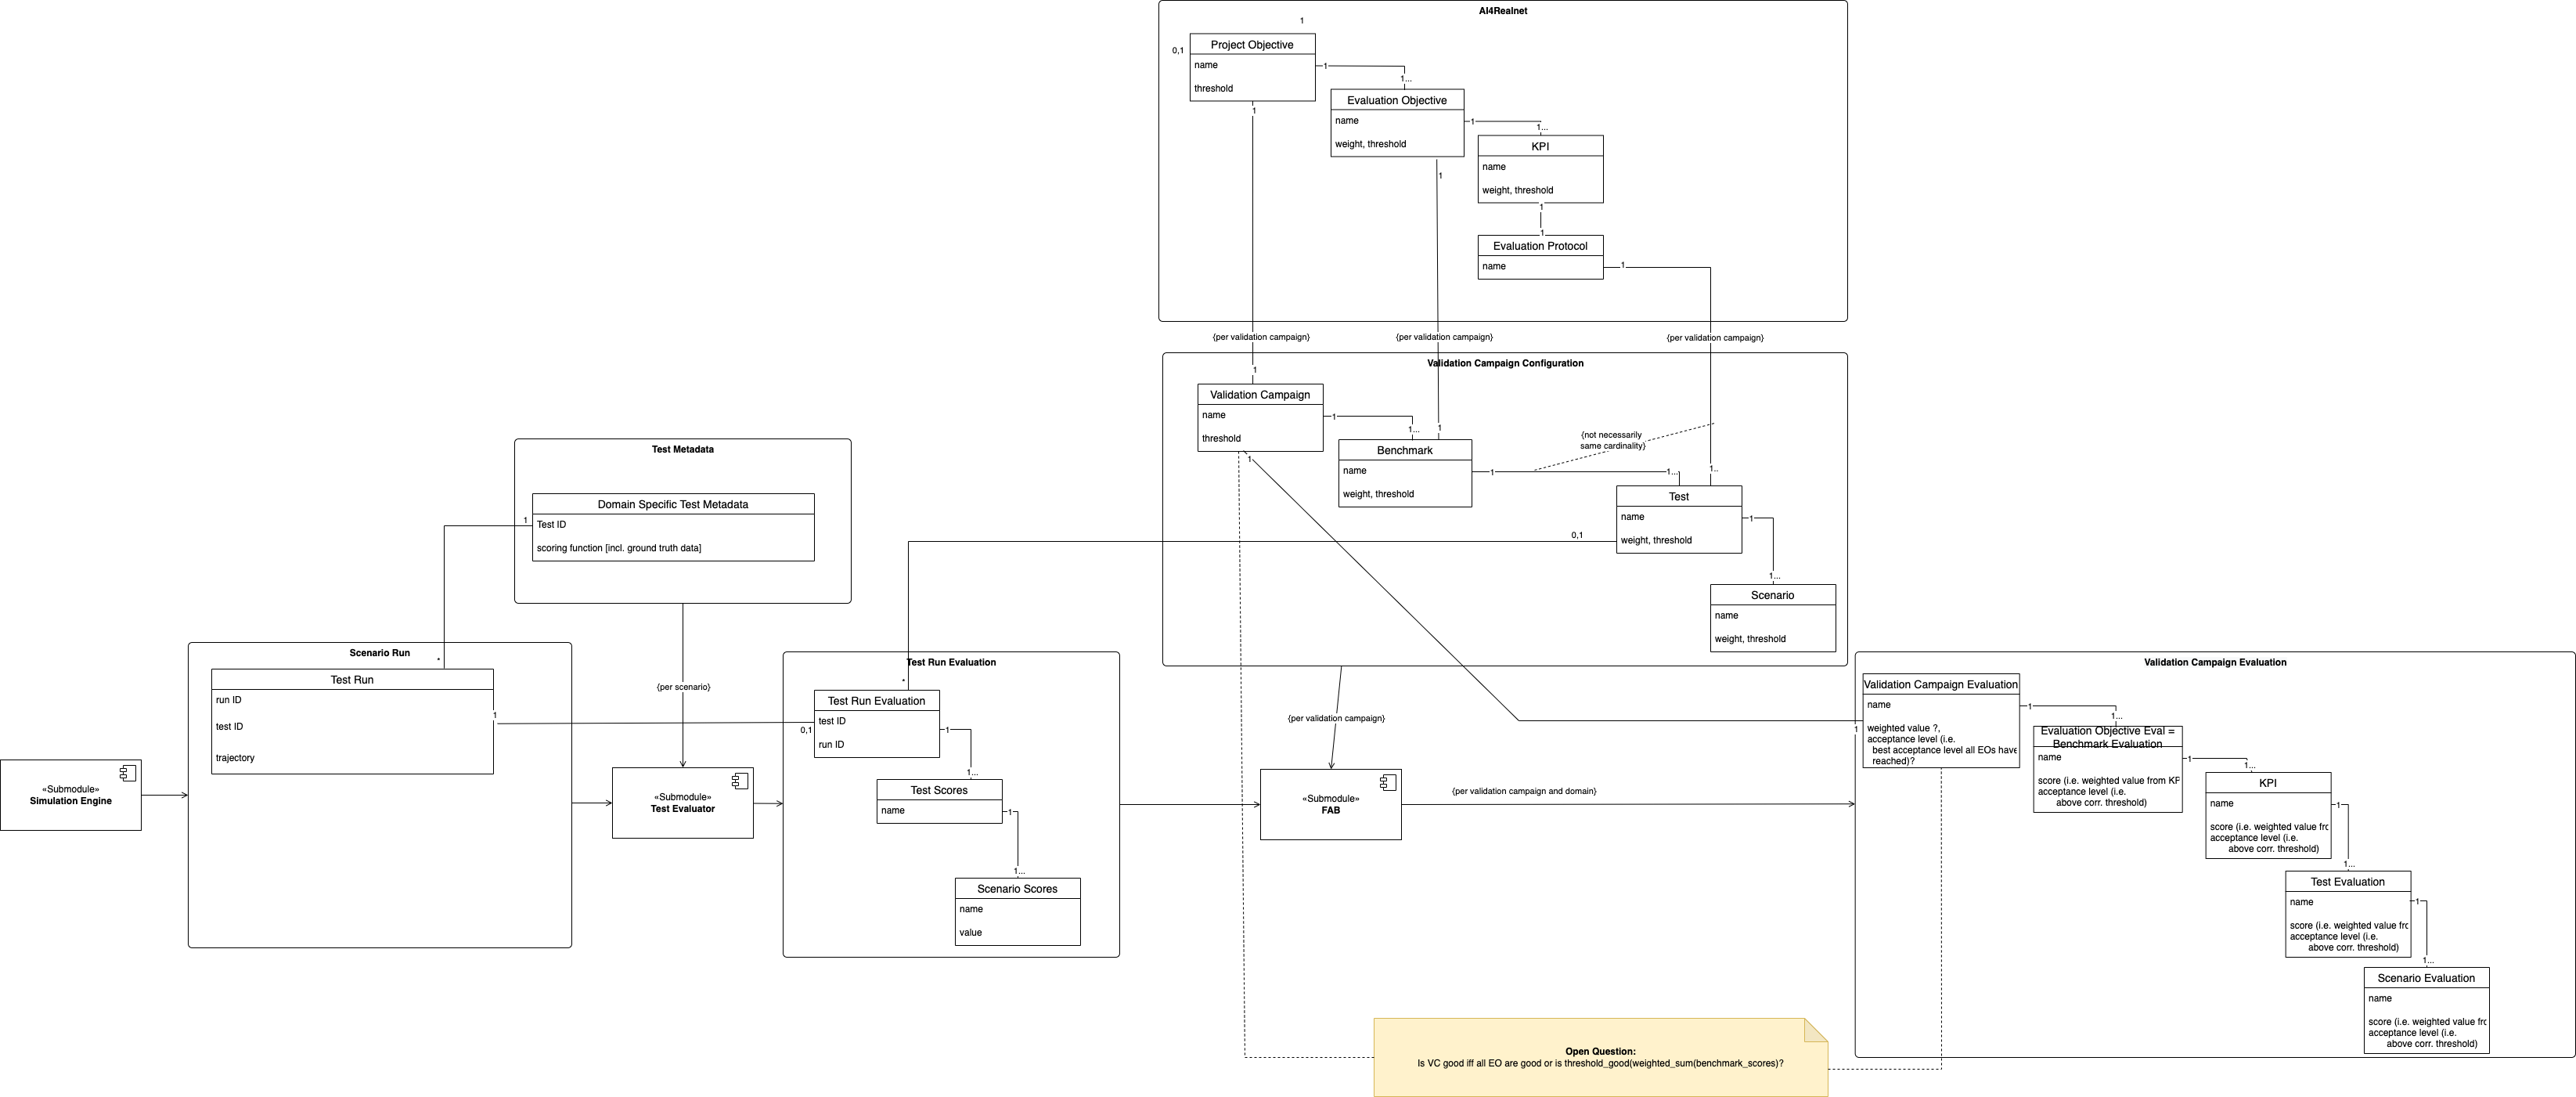 AI4Realnet
1
0,1
Project Objective
name
threshold
1
1...
1
Evaluation Objective
name
weight, threshold
1
1...
1
KPI
name
weight, threshold
1
1
Evaluation Protocol
name
1
{per validation campaign}
{per validation campaign}
{per validation campaign}
Validation Campaign Configuration
1
Validation Campaign
name
threshold
1
1...
1
1
Benchmark
name
weight, threshold
1
1...
{not necessarily
same cardinality}
1..
Test
name
weight, threshold
0,1
1
1...
Scenario
name
weight, threshold
Test Metadata
Domain Specific Test Metadata
Test ID
scoring function [incl. ground truth data]
1
{per scenario}
Scenario Run
*
Test Run
run ID
test ID
trajectory
1
«Submodule»
Simulation Engine
«Submodule»
Test Evaluator
Test Run Evaluation
*
Test Run Evaluation
test ID
run ID
0,1
1
1...
Test Scores
name
1
1...
Scenario Scores
name
value
{per validation campaign}
«Submodule»
FAB
{per validation campaign and domain}
Validation Campaign Evaluation
Validation Campaign Evaluation
name
weighted value ?,
acceptance level (i.e.
best acceptance level all EOs have
reached)?
1
1
1...
Evaluation Objective Eval =
Benchmark Evaluation
name
score (i.e. weighted value from KP
acceptance level (i.e.
above corr. threshold)
1
1...
KPI
name
score (i.e. weighted value fro
acceptance level (i.e.
above corr. threshold)
1
1...
Test Evaluation
name
score (i.e. weighted value fro
acceptance level (i.e.
above corr. threshold)
1
1...
Scenario Evaluation
name
score (i.e. weighted value fro
acceptance level (i.e.
above corr. threshold)
Open Question:
Is VC good iff all EO are good or is threshold_good(weighted_sum(benchmark_scores)?